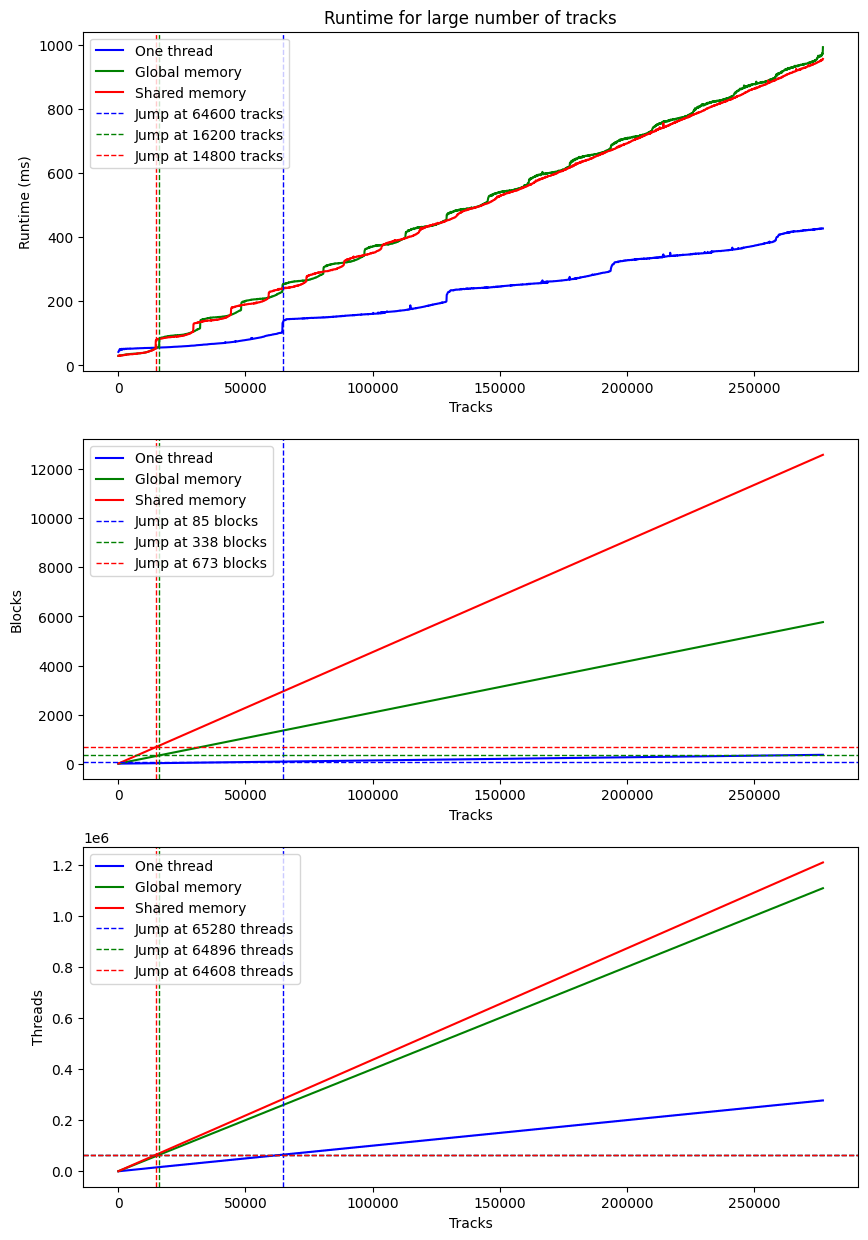 Runtime for large number of tracks
1000
800
600
400
200
0
Runtime (ms)
One thread
Global memory
Shared memory
Jump at 64600 tracks
Jump at 16200 tracks
Jump at 14800 tracks
0 50000 100000 150000 200000 250000
Tracks
12000
10000
8000
6000
4000
2000
0
Blocks
One thread
Global memory
Shared memory
Jump at 85 blocks
Jump at 338 blocks
Jump at 673 blocks
0 50000 100000 150000 200000 250000
Tracks
1e6
1.2
1.0
0.8
0.6
0.4
0.2
0.0
Threads
One thread
Global memory
Shared memory
Jump at 65280 threads
Jump at 64896 threads
Jump at 64608 threads
0 50000 100000 150000 200000 250000
Tracks